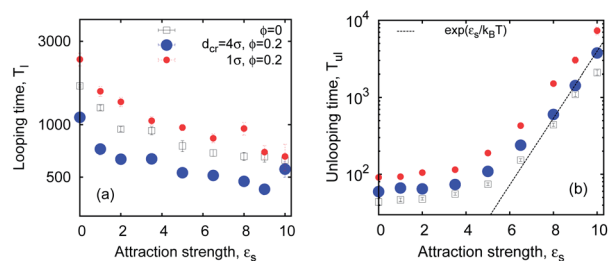 3000
1000
500
Looping time, T_l
ϕ=0
d_cr=4σ, ϕ=0.2
1σ, ϕ=0.2
(a)
0 2 4 6 8 10
Attraction strength, ε_s
10^4
10^3
10^2
Unlooping time, T_ul
exp(ε_s/k_BT)
(b)
0 2 4 6 8 10
Attraction strength, ε_s